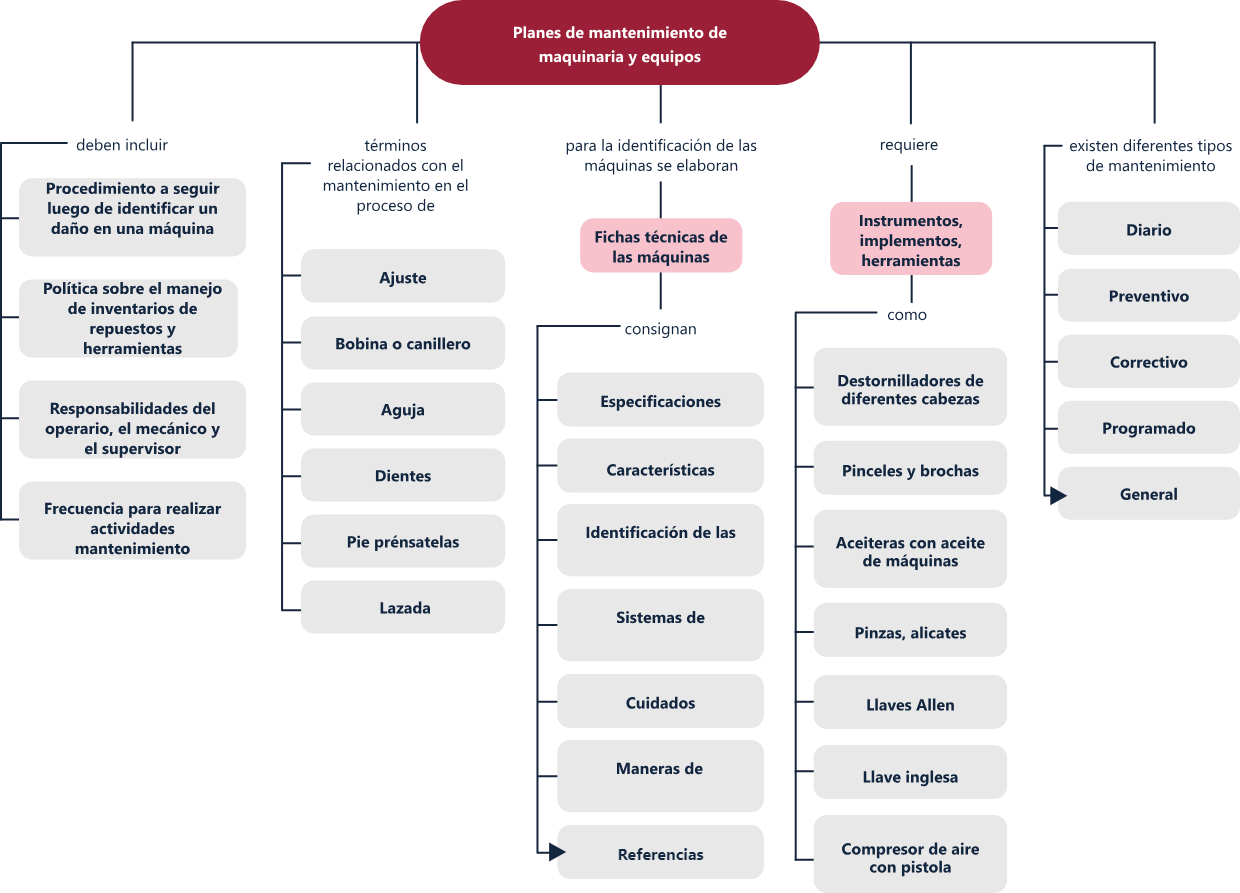 Planes de mantenimiento de
maquinaria y equipos
deben incluir
Procedimiento a seguir
luego de identificar un
daño en una máquina
Política sobre el manejo
de inventarios de
repuestos y
herramientas
Responsabilidades del
operario, el mecánico y
el supervisor
Frecuencia para realizar
actividades
mantenimiento
términos
relacionados con el
mantenimiento en el
proceso de
Ajuste
Bobina o canillero
Aguja
Dientes
Pie prénsatelas
Lazada
para la identificación de las
máquinas se elaboran
Fichas técnicas de
las máquinas
consignan
Especificaciones
Características
Identificación de las
Sistemas de
Cuidados
Maneras de
Referencias
requiere
Instrumentos,
implementos,
herramientas
como
Destornilladores de
diferentes cabezas
Pinceles y brochas
Aceiteras con aceite
de máquinas
Pinzas, alicates
Llaves Allen
Llave inglesa
Compresor de aire
con pistola
existen diferentes tipos
de mantenimiento
Diario
Preventivo
Correctivo
Programado
General